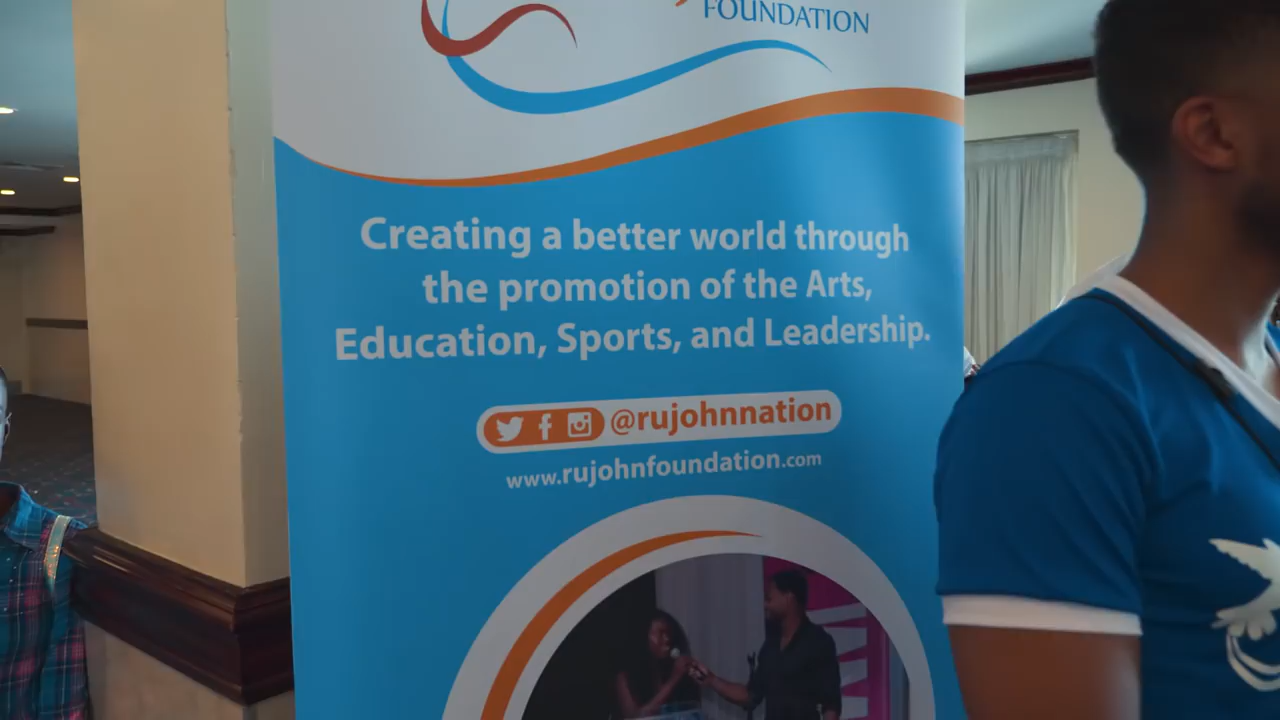 FOUNDATION
Creating a better world through
the promotion of the Arts,
Education, Sports, and Leadership.
@rujohnnation
www.rujohnfoundation.com